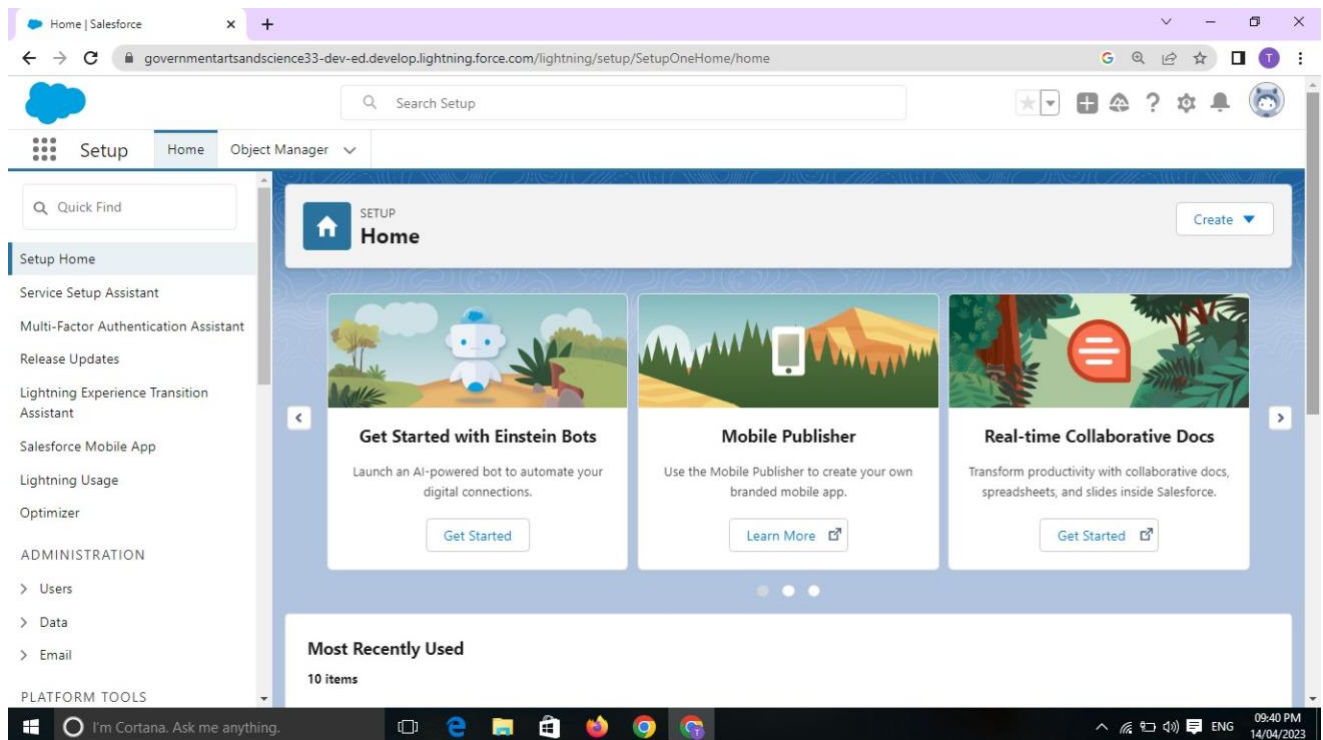 Home | Salesforce
governmentartsandscience33-dev-ed.develop.lightning.force.com/lightning/setup/SetupOneHome/home
G
T
Search Setup
?
Setup
Home
Object Manager
Quick Find
SETUP
Home
Create
Setup Home
Service Setup Assistant
Multi-Factor Authentication Assistant
Release Updates
Lightning Experience Transition
Assistant
Salesforce Mobile App
Lightning Usage
Optimizer
ADMINISTRATION
Users
Data
Email
PLATFORM TOOLS
Get Started with Einstein Bots
Launch an AI-powered bot to automate your
digital connections.
Get Started
Mobile Publisher
Use the Mobile Publisher to create your own
branded mobile app.
Learn More
Real-time Collaborative Docs
Transform productivity with collaborative docs,
spreadsheets, and slides inside Salesforce.
Get Started
Most Recently Used
10 items
I'm Cortana. Ask me anything.
ENG
09:40 PM
14/04/2023